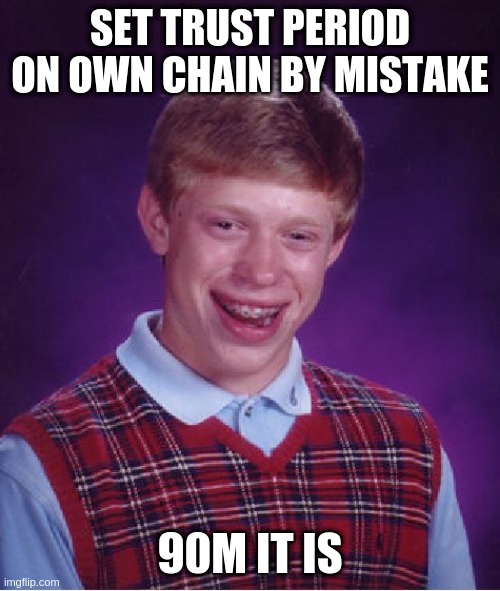 SET TRUST PERIOD
ON OWN CHAIN BY MISTAKE
90M IT IS
imgflip.com